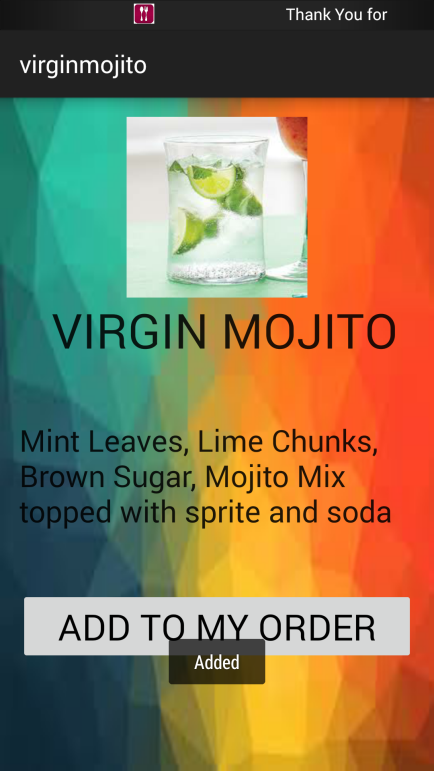 Thank You for
virginmojito
VIRGIN MOJITO
Mint Leaves, Lime Chunks,
Brown Sugar, Mojito Mix
topped with sprite and soda
ADD TO MY ORDER
Added